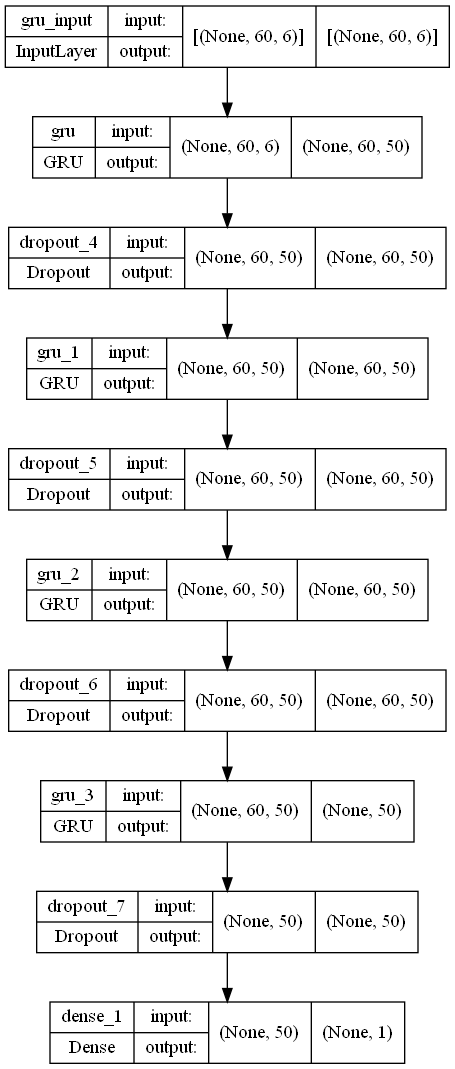 gru_input input: [(None, 60, 6)] [(None, 60, 6)]
InputLayer output:
gru input: (None, 60, 6) (None, 60, 50)
GRU output:
dropout_4 input: (None, 60, 50) (None, 60, 50)
Dropout output:
gru_1 input: (None, 60, 50) (None, 60, 50)
GRU output:
dropout_5 input: (None, 60, 50) (None, 60, 50)
Dropout output:
gru_2 input: (None, 60, 50) (None, 60, 50)
GRU output:
dropout_6 input: (None, 60, 50) (None, 60, 50)
Dropout output:
gru_3 input: (None, 60, 50) (None, 50)
GRU output:
dropout_7 input: (None, 50) (None, 50)
Dropout output:
dense_1 input: (None, 50) (None, 1)
Dense output: